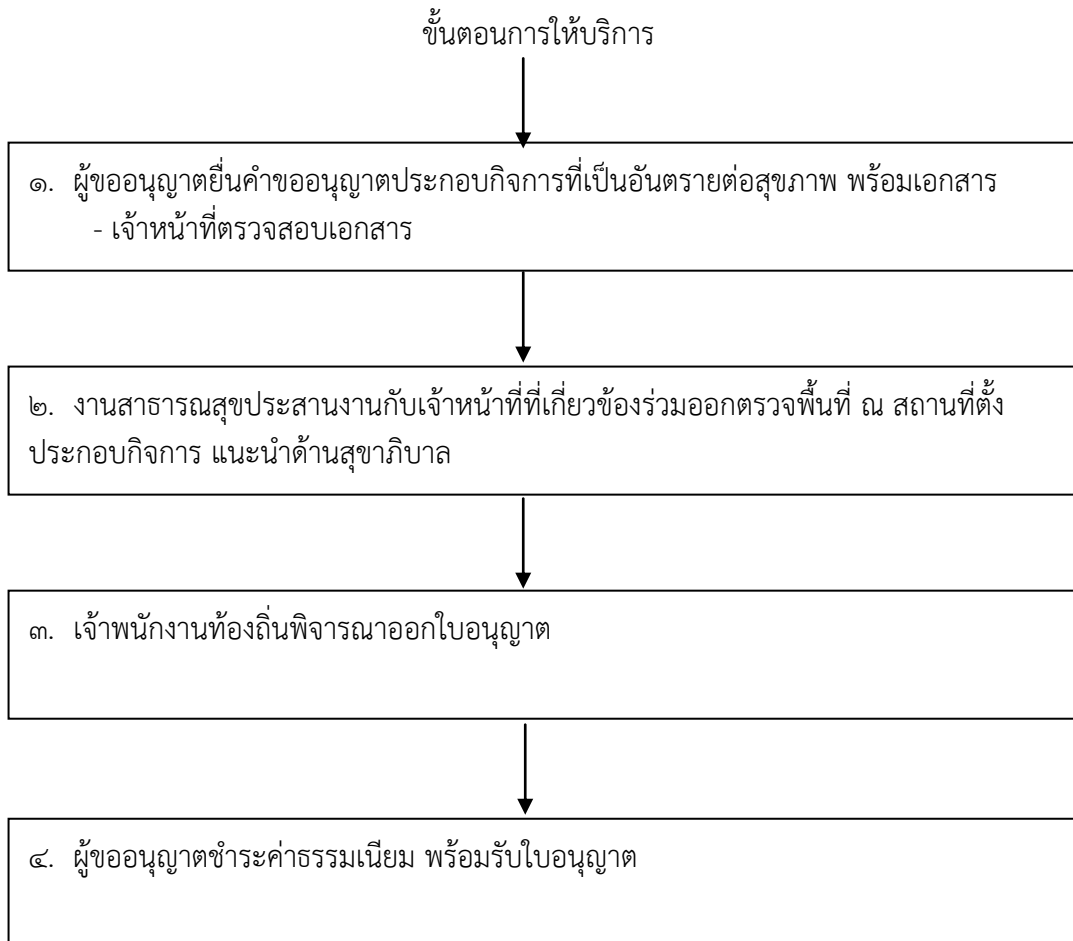 ขั้นตอนการให้บริการ
๑. ผู้ขออนุญาตยื่นคำขออนุญาตประกอบกิจการที่เป็นอันตรายต่อสุขภาพ พร้อมเอกสาร
- เจ้าหน้าที่ตรวจสอบเอกสาร
๒. งานสาธารณสุขประสานงานกับเจ้าหน้าที่ที่เกี่ยวข้องร่วมออกตรวจพื้นที่ ณ สถานที่ตั้ง
ประกอบกิจการ แนะนำด้านสุขาภิบาล
๓. เจ้าพนักงานท้องถิ่นพิจารณาออกใบอนุญาต
๔. ผู้ขออนุญาตชำระค่าธรรมเนียม พร้อมรับใบอนุญาต